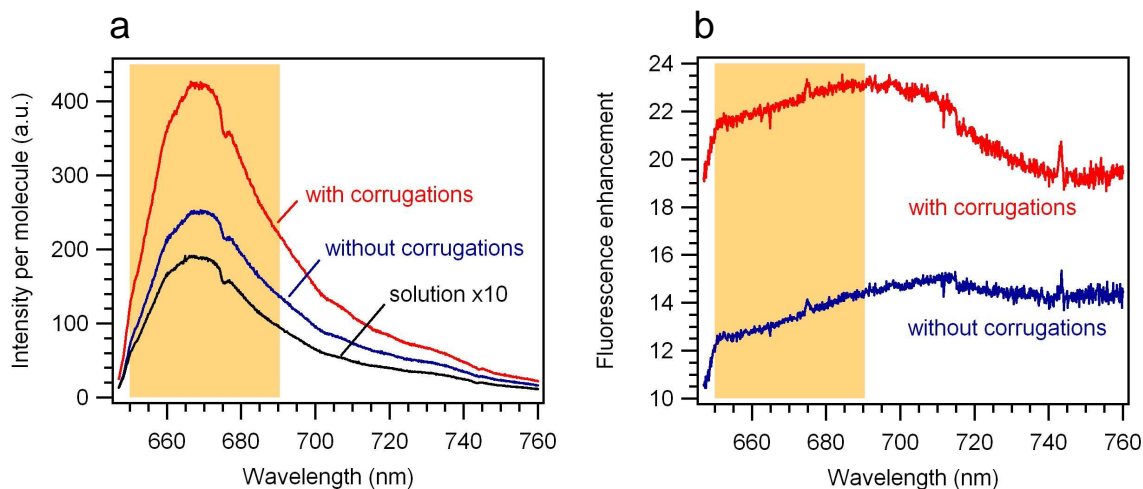 a
Intensity per molecule (a.u.)
400
300
200
100
0
with corrugations
without corrugations
solution x10
660
680
700
720
740
760
Wavelength (nm)
b
Fluorescence enhancement
24
22
20
18
16
14
12
10
with corrugations
without corrugations
660
680
700
720
740
760
Wavelength (nm)